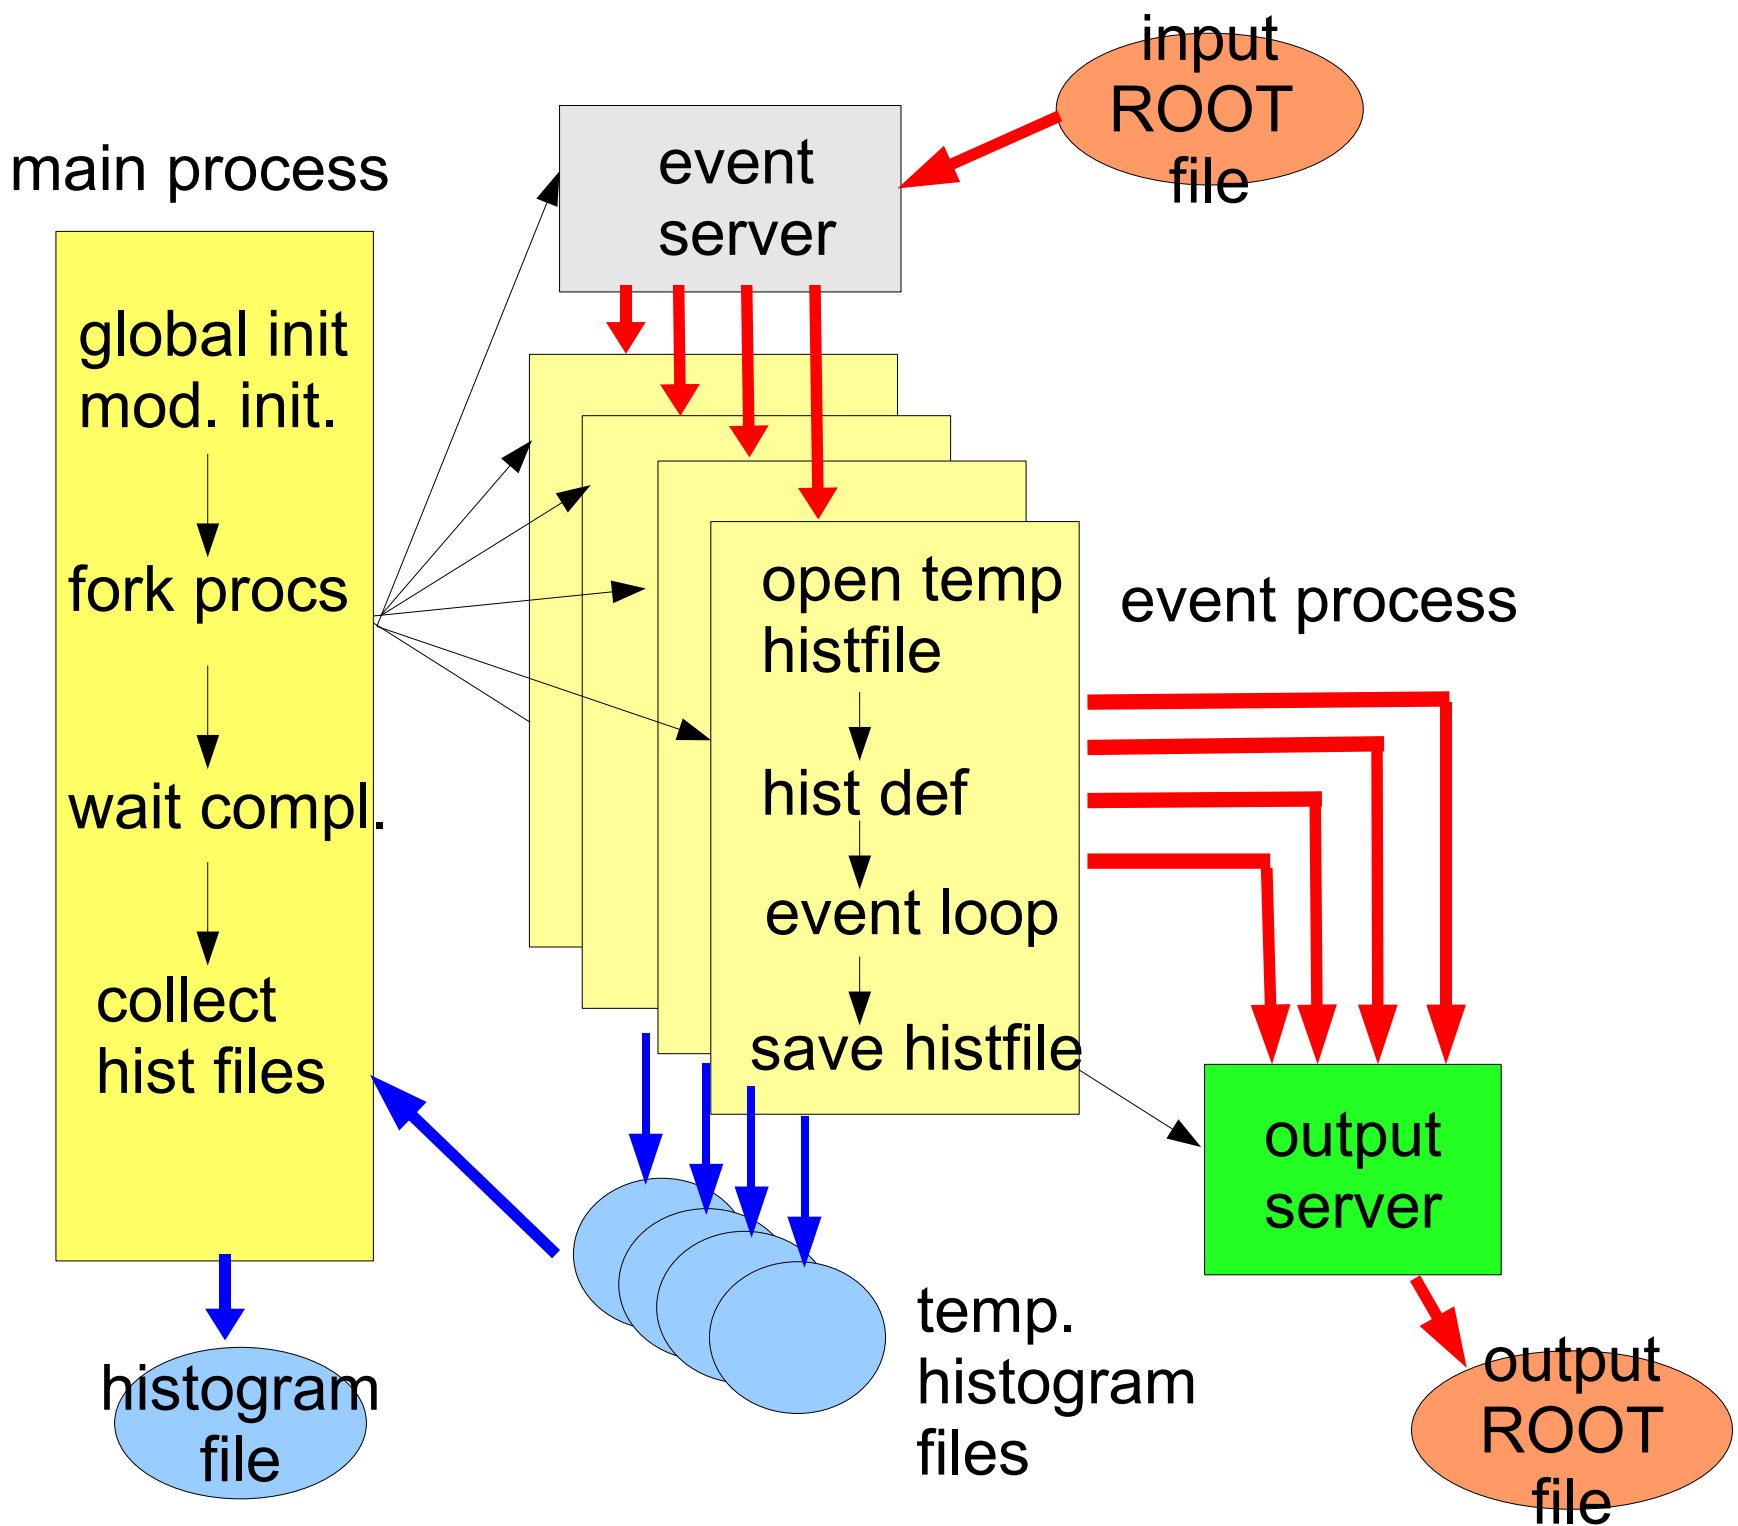 input
ROOT
file
event
server
main process
global init
mod. init.
fork procs
wait compl.
collect
hist files
open temp
histfile
hist def
event loop
save histfile
event process
output
server
temp.
histogram
files
histogram
file
output
ROOT
file